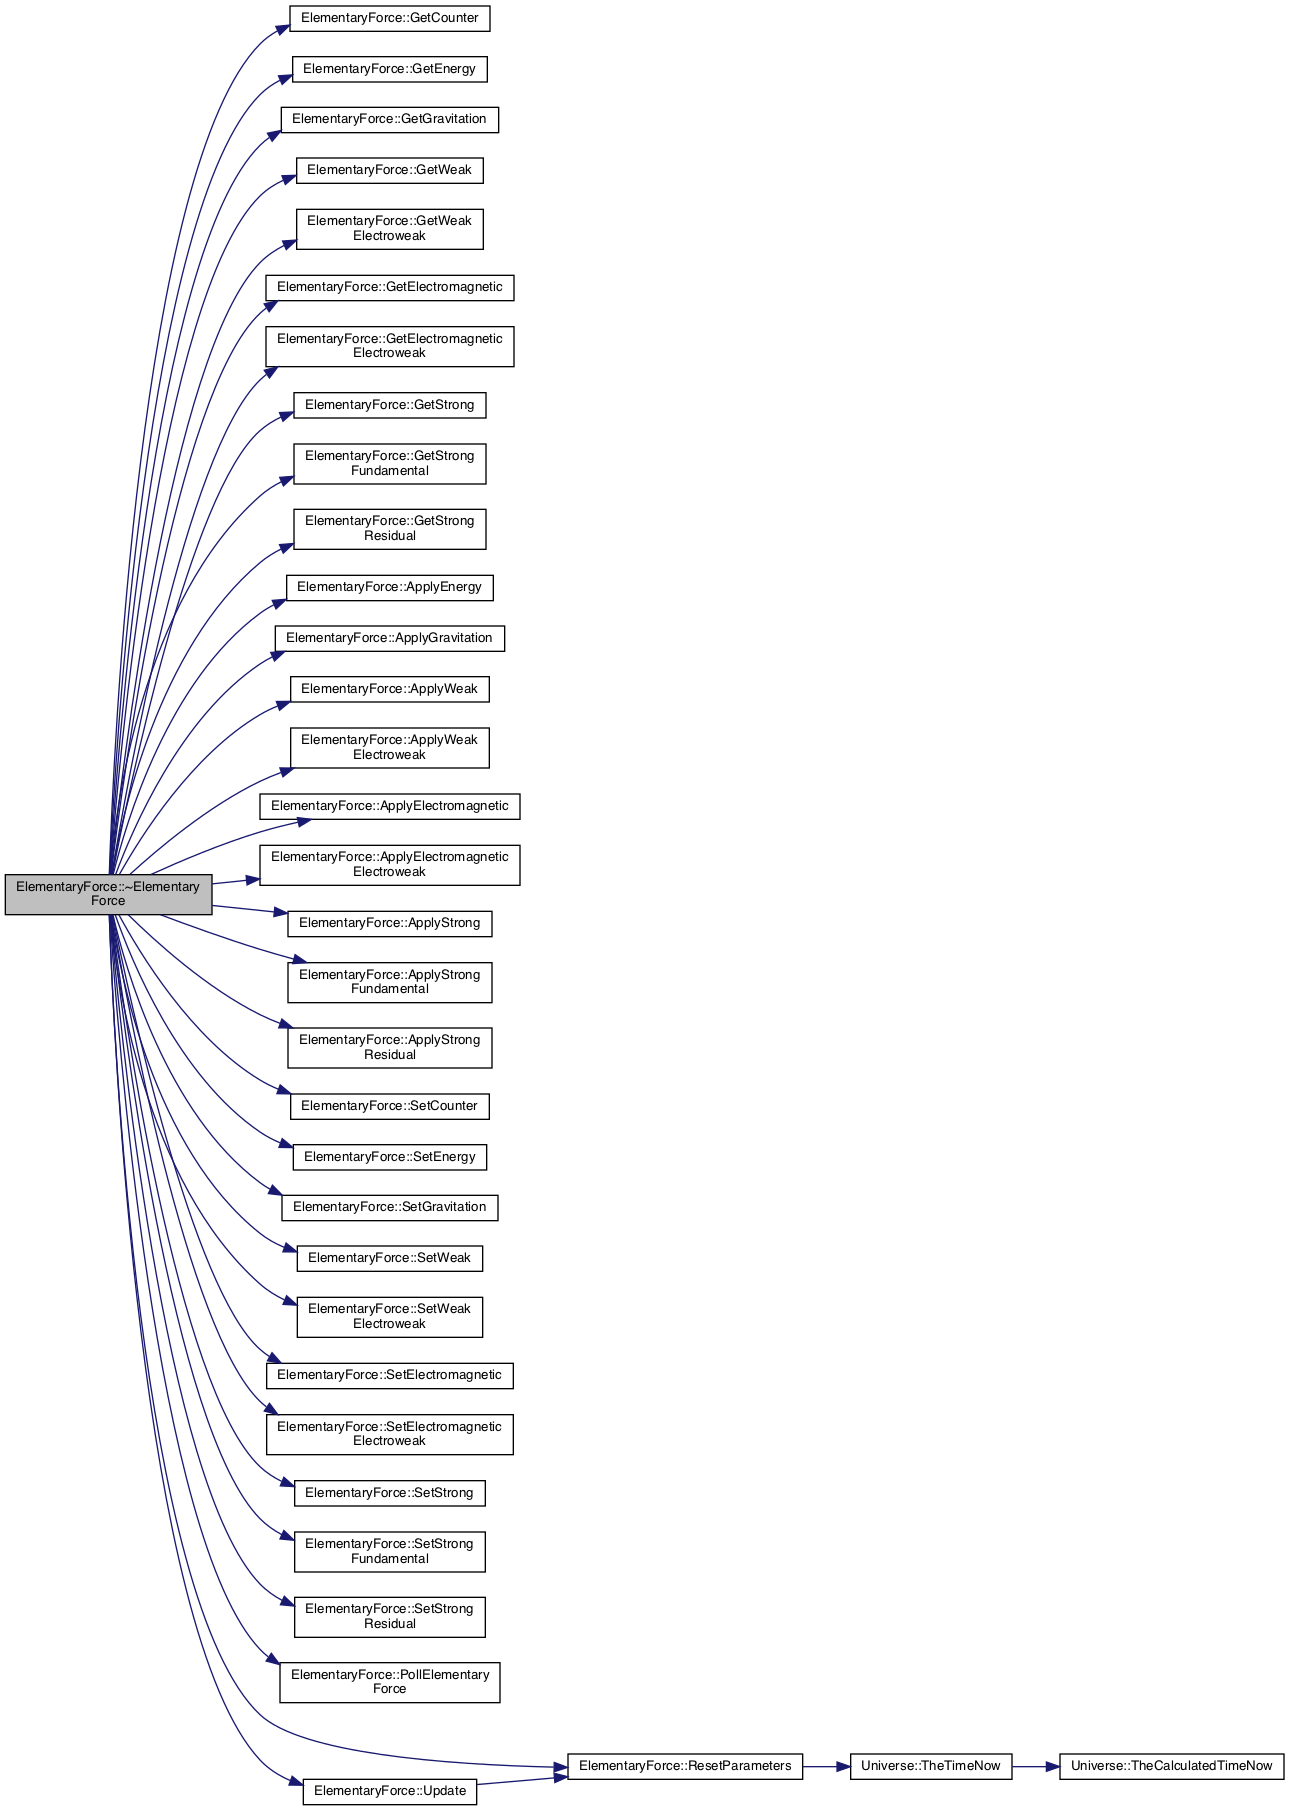 ElementaryForce::GetCounter
ElementaryForce::GetEnergy
ElementaryForce::GetGravitation
ElementaryForce::GetWeak
ElementaryForce::GetWeak
Electroweak
ElementaryForce::GetElectromagnetic
ElementaryForce::GetElectromagnetic
Electroweak
ElementaryForce::GetStrong
ElementaryForce::GetStrong
Fundamental
ElementaryForce::GetStrong
Residual
ElementaryForce::ApplyEnergy
ElementaryForce::ApplyGravitation
ElementaryForce::ApplyWeak
ElementaryForce::ApplyWeak
Electroweak
ElementaryForce::ApplyElectromagnetic
ElementaryForce::ApplyElectromagnetic
Electroweak
ElementaryForce::~Elementary
Force
ElementaryForce::ApplyStrong
ElementaryForce::ApplyStrong
Fundamental
ElementaryForce::ApplyStrong
Residual
ElementaryForce::SetCounter
ElementaryForce::SetEnergy
ElementaryForce::SetGravitation
ElementaryForce::SetWeak
ElementaryForce::SetWeak
Electroweak
ElementaryForce::SetElectromagnetic
ElementaryForce::SetElectromagnetic
Electroweak
ElementaryForce::SetStrong
ElementaryForce::SetStrong
Fundamental
ElementaryForce::SetStrong
Residual
ElementaryForce::PollElementary
Force
ElementaryForce::ResetParameters
Universe::TheTimeNow
Universe::TheCalculatedTimeNow
ElementaryForce::Update